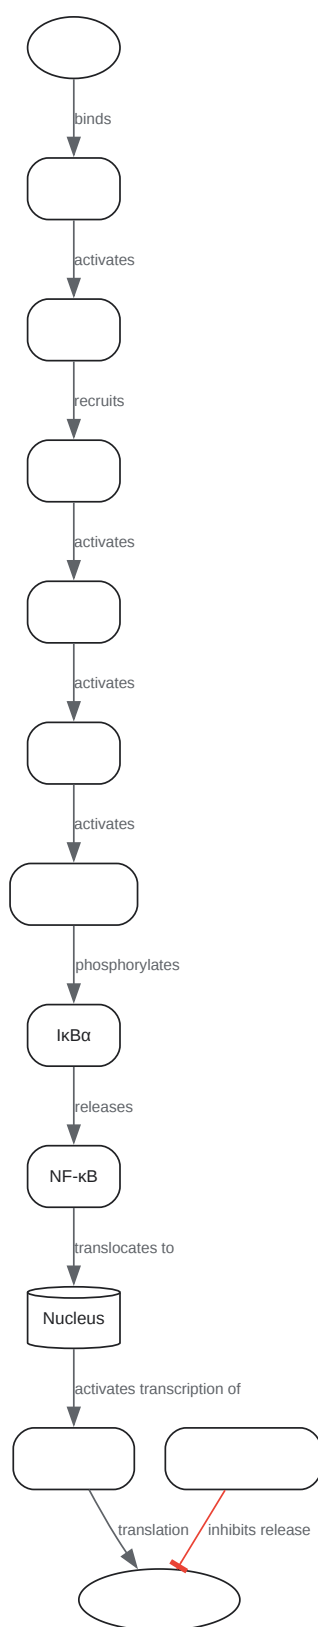 binds
activates
recruits
activates
activates
activates
phosphorylates
IκBα
releases
NF-κB
translocates to
Nucleus
activates transcription of
translation
inhibits release